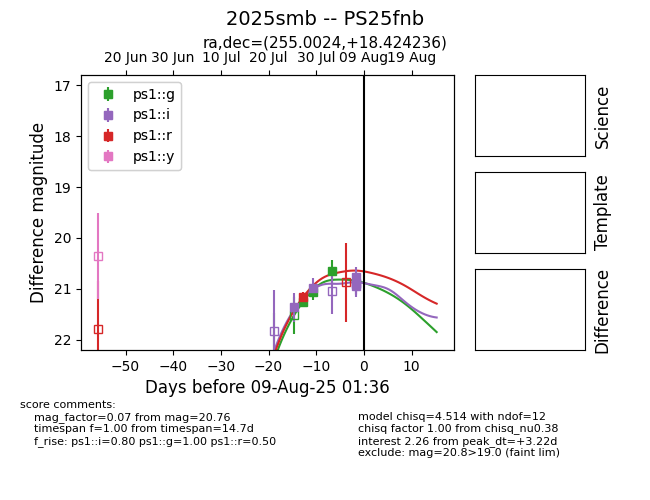 2025smb -- PS25fnb
ra,dec=(255.0024,+18.424236)
20 Jun 30 Jun 10 Jul 20 Jul 30 Jul 09 Aug 19 Aug
17
18
19
20
21
22
Difference magnitude
ps1::g
ps1::i
ps1::r
ps1::y
Science
Template
Difference
−50 −40 −30 −20 −10 0 10
Days before 09-Aug-25 01:36
score comments:
mag_factor=0.07 from mag=20.76
timespan f=1.00 from timespan=14.7d
f_rise: ps1::i=0.80 ps1::g=1.00 ps1::r=0.50
model chisq=4.514 with ndof=12
chisq factor 1.00 from chisq_nu0.38
interest 2.26 from peak_dt=+3.22d
exclude: mag=20.8>19.0 (faint lim)